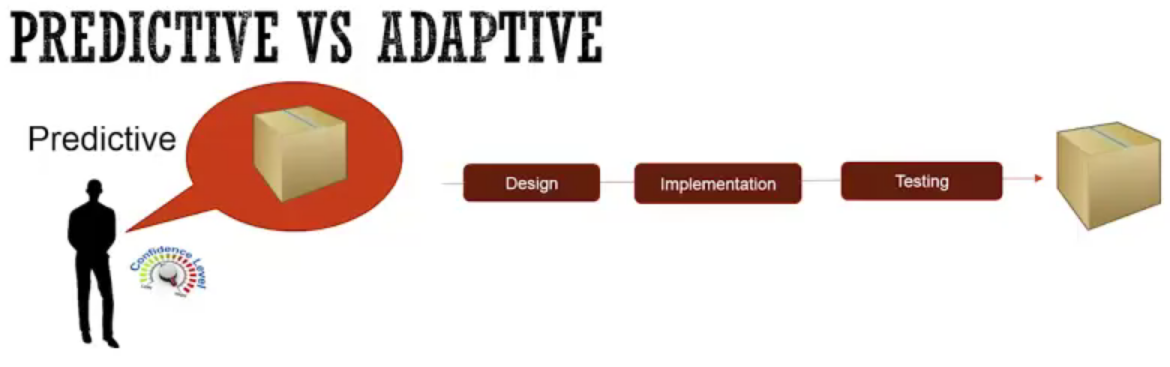 PREDICTIVE VS ADAPTIVE
Predictive
Design
Implementation
Testing
Confidence Level